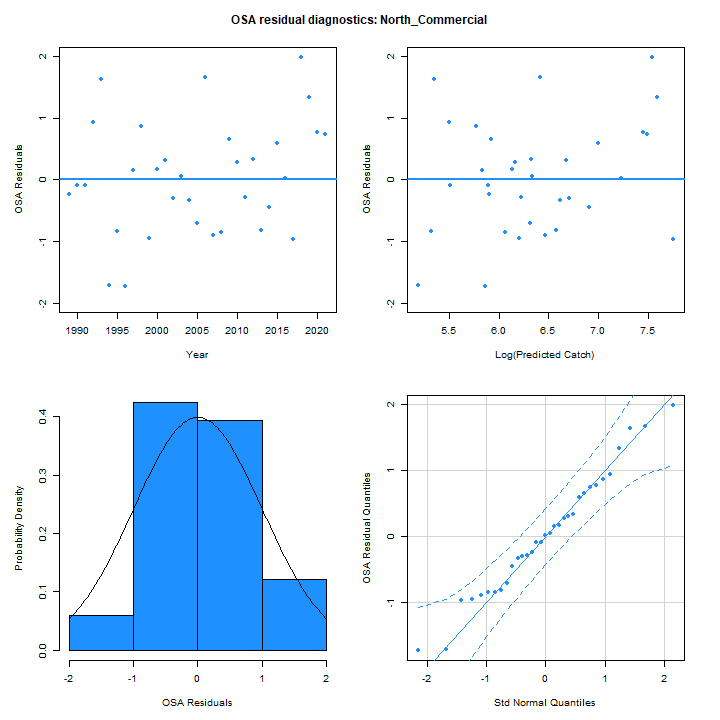 OSA residual diagnostics: North_Commercial
OSA Residuals
2
1
0
-1
-2
1990 1995 2000 2005 2010 2015 2020
Year
OSA Residuals
2
1
0
-1
-2
5.5 6.0 6.5 7.0 7.5
Log(Predicted Catch)
Probability Density
0.4
0.3
0.2
0.1
0.0
-2 -1 0 1 2
OSA Residuals
OSA Residual Quantiles
2
1
0
-1
-2 -1 0 1 2
Std Normal Quantiles